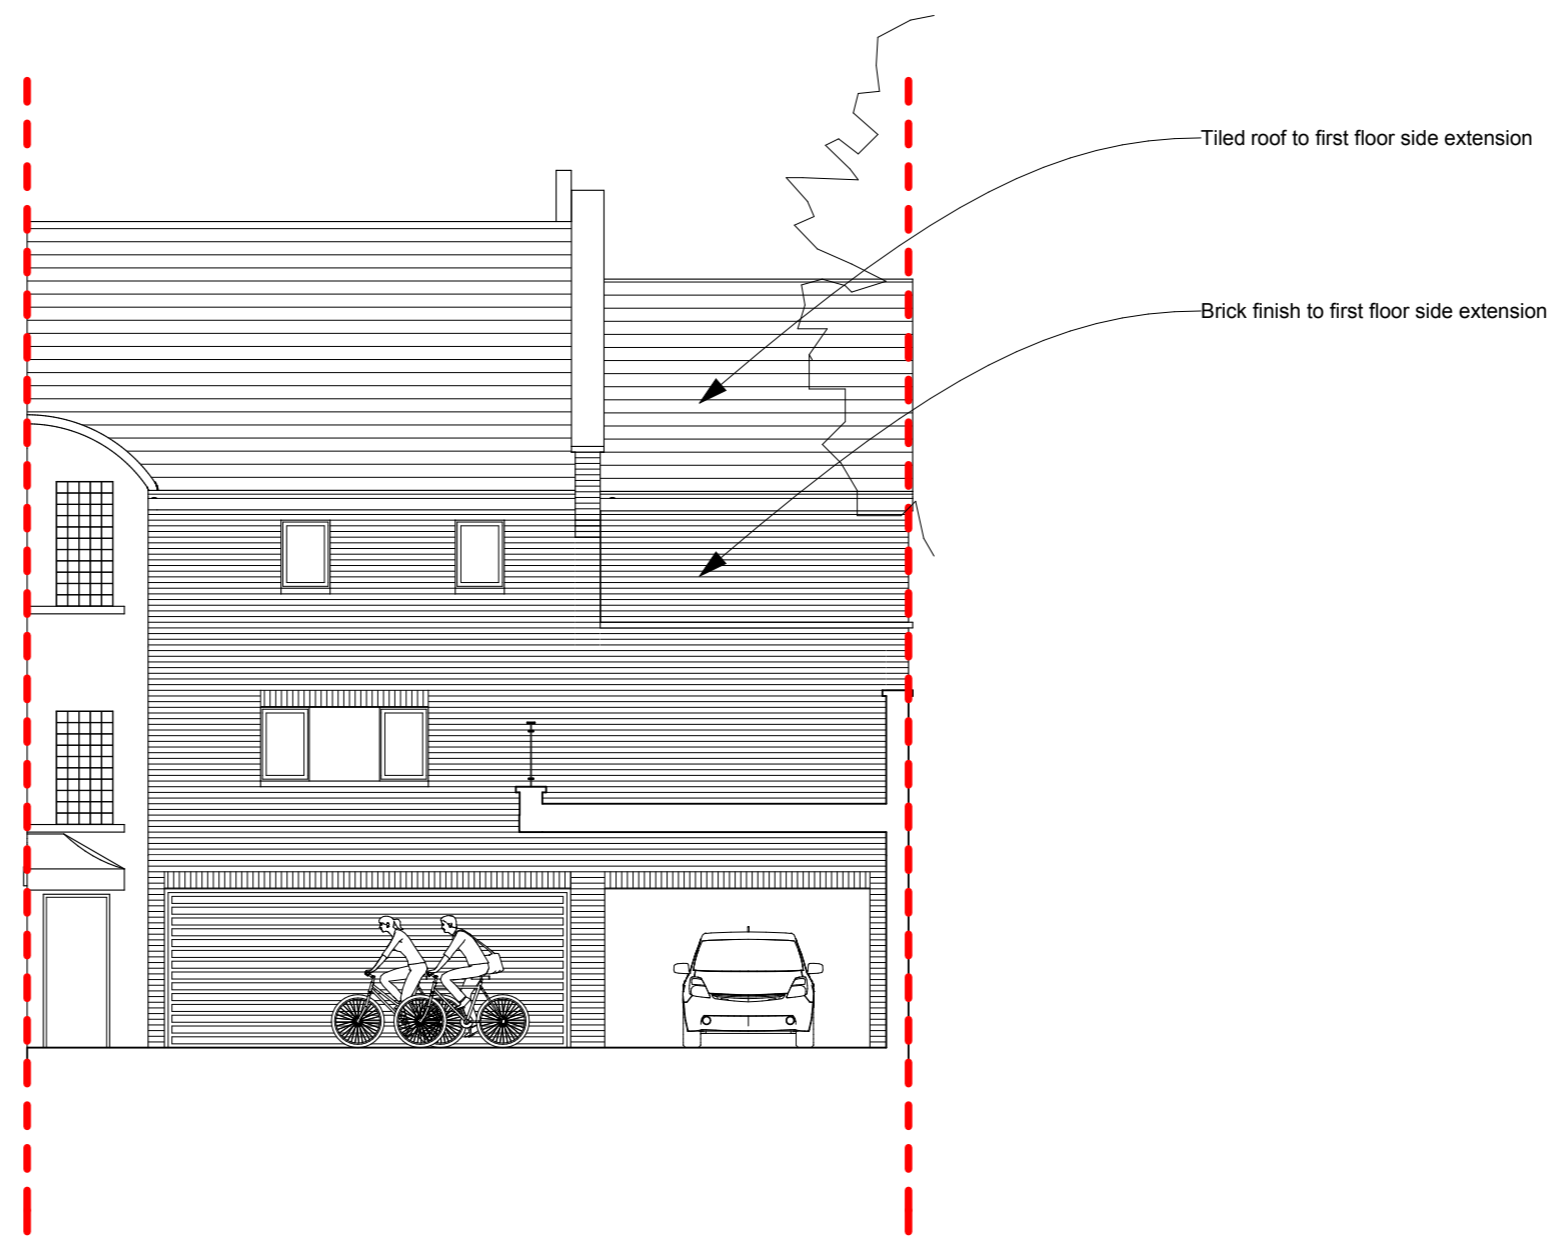 Tiled roof to first floor side extension
Brick finish to first floor side extension